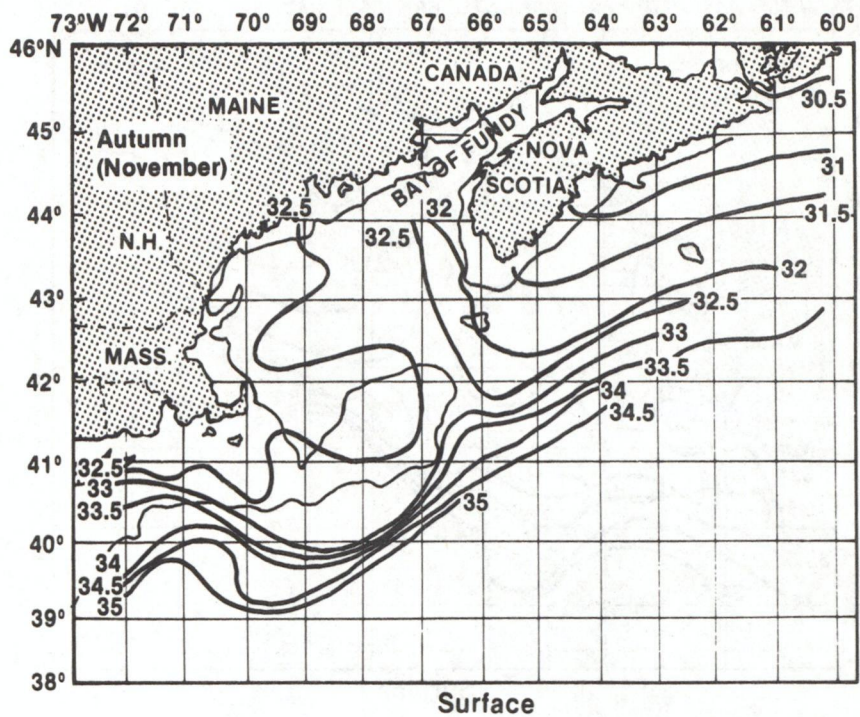 73°W 72° 71° 70° 69° 68° 67° 66° 65° 64° 63° 62° 61° 60°
46°N
CANADA
30.5
MAINE
45°
Autumn
(November)
BAY OF FUNDY
NOVA
SCOTIA
31
44°
32.5
32
31.5
N.H.
32.5
32
43°
32.5
33
MASS.
42°
33.5
34
34.5
41°
32.5
33
33.5
35
40°
34
34.5
35
39°
38°
Surface